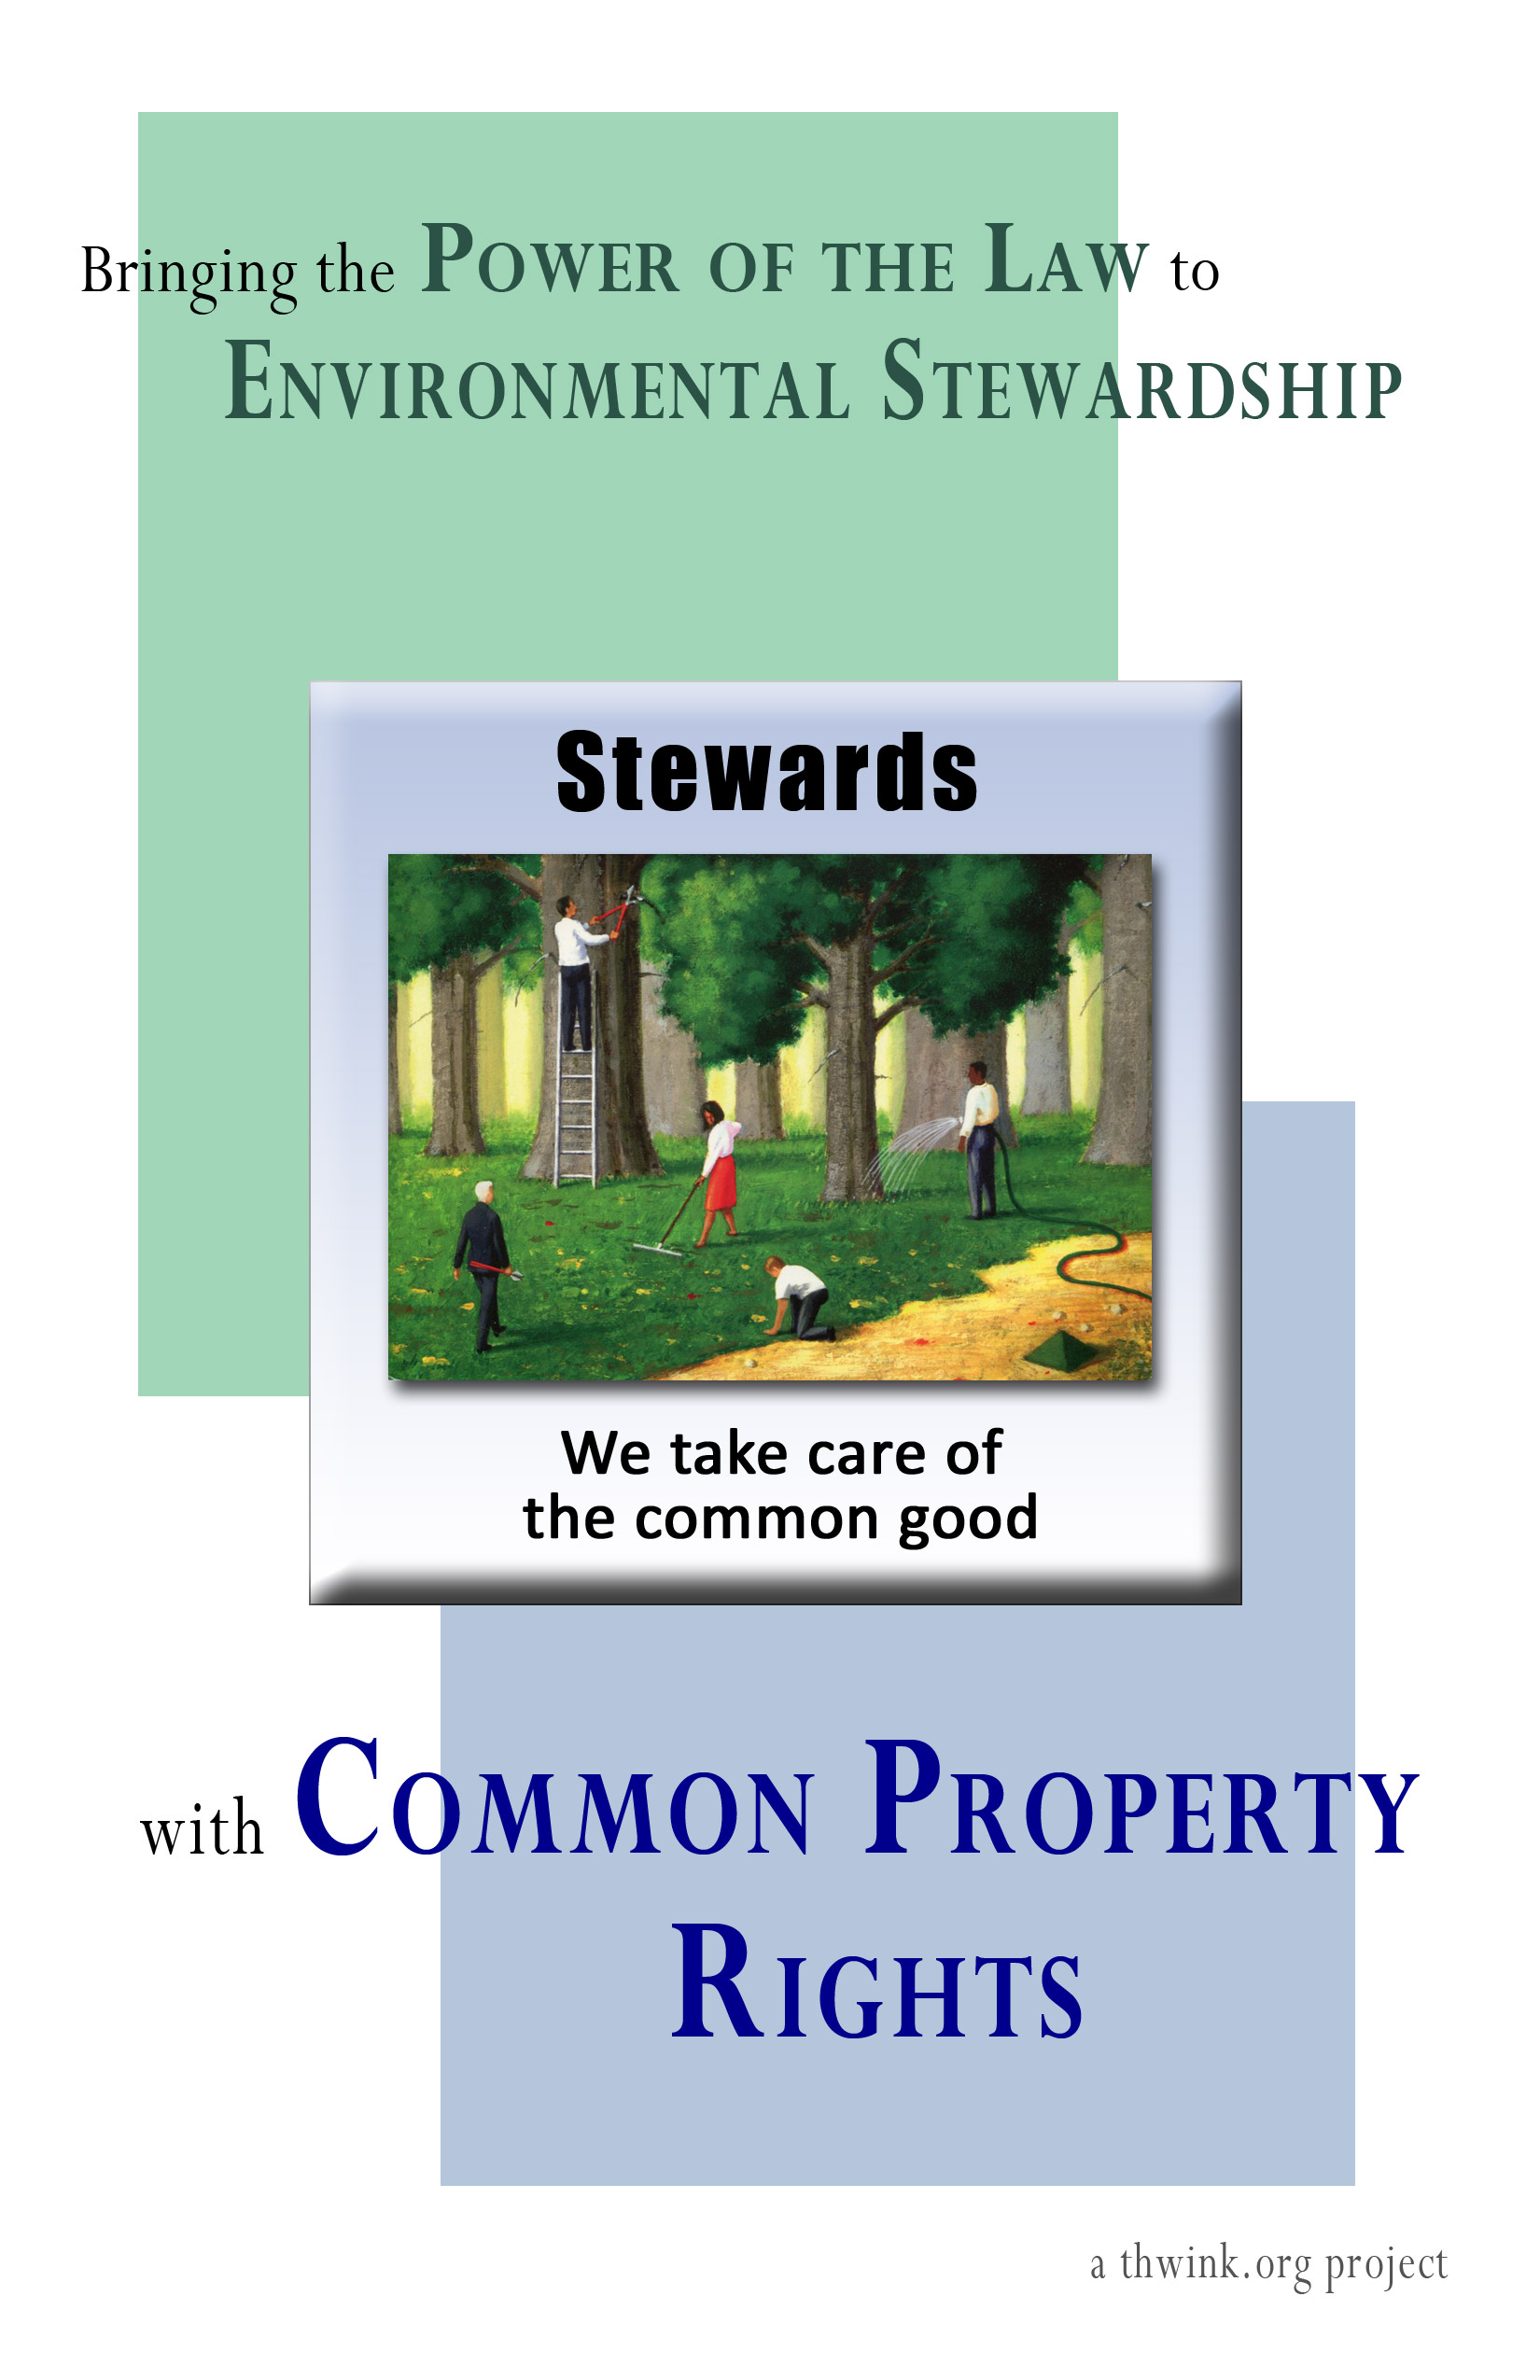 Bringing the Power of the Law to
Environmental Stewardship
Stewards
We take care of
the common good
with Common Property
Rights
a thwink.org project